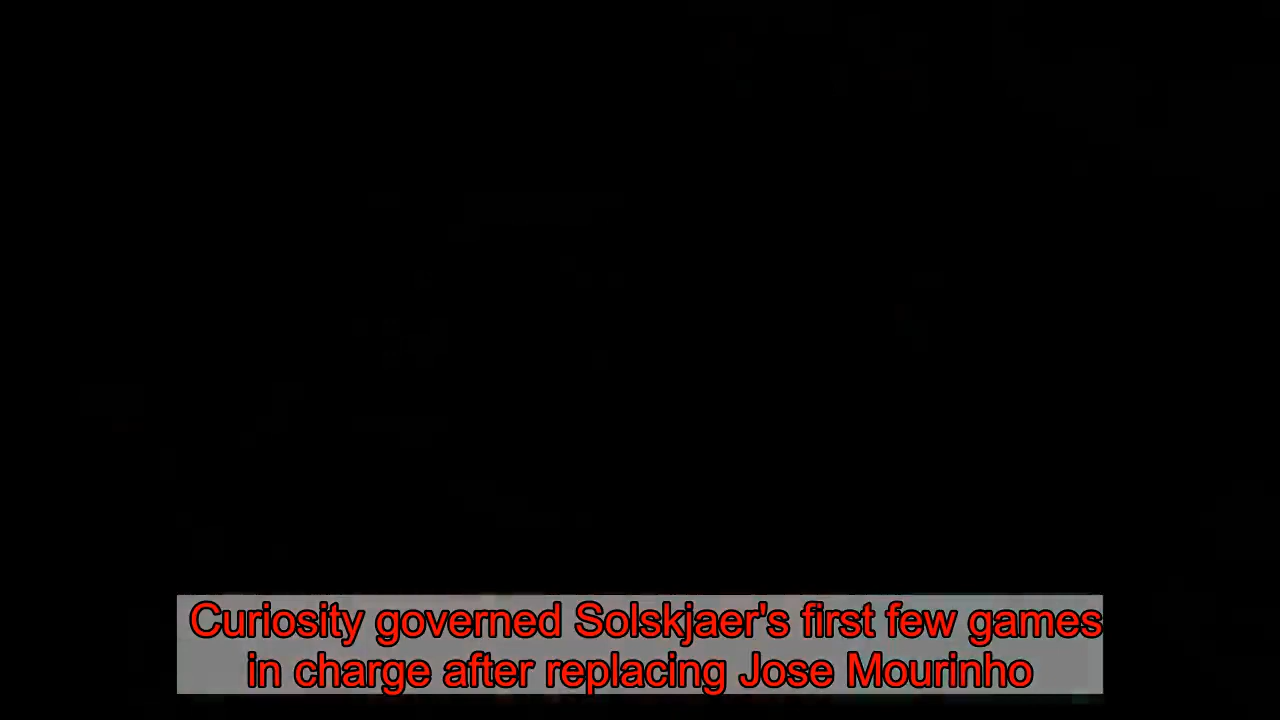 Curiosity governed Solskjaer's first few games
in charge after replacing Jose Mourinho